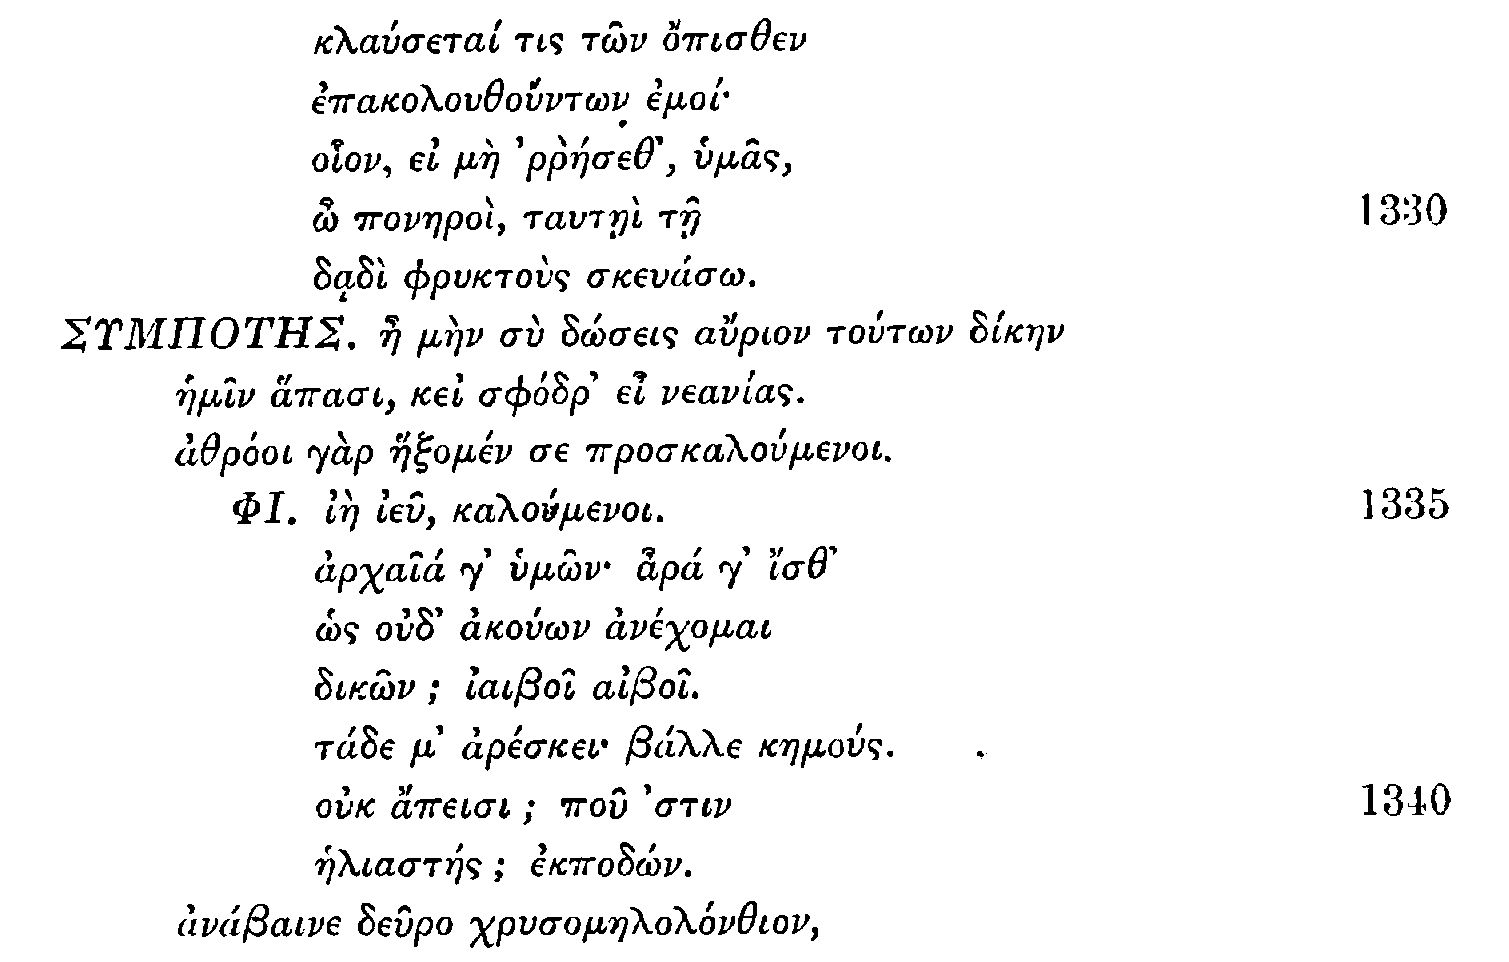 κλαύσεταί τις τῶν ὄπισθεν
ἐπακολουθούντων ἐμοί·
οἷον, εἰ μὴ 'ρρήσεθ', ὑμᾶς,
ὦ πονηροὶ, ταυτῃὶ τῇ 1330
δᾳδὶ φρυκτοὺς σκευάσω.
ΣΥΜΠΟΤΗΣ. ἦ μὴν σὺ δώσεις αὔριον τούτων δίκην
ἡμῖν ἅπασι, κεἰ σφόδρ' εἶ νεανίας.
ἁθρόοι γὰρ ἥξομέν σε προσκαλούμενοι.
ΦΙ. ἰὴ ἰεῦ, καλούμενοι. 1335
ἀρχαῖά γ' ὑμῶν· ἆρά γ' ἴσθ'
ὡς οὐδ' ἀκούων ἀνέχομαι
δικῶν ; ἰαιβοῖ αἰβοῖ.
τάδε μ' ἀρέσκει· βάλλε κημούς.
οὐκ ἄπεισι ; ποῦ 'στιν 1340
ἡλιαστής ; ἐκποδών.
ἀνάβαινε δεῦρο χρυσομηλολόνθιον,